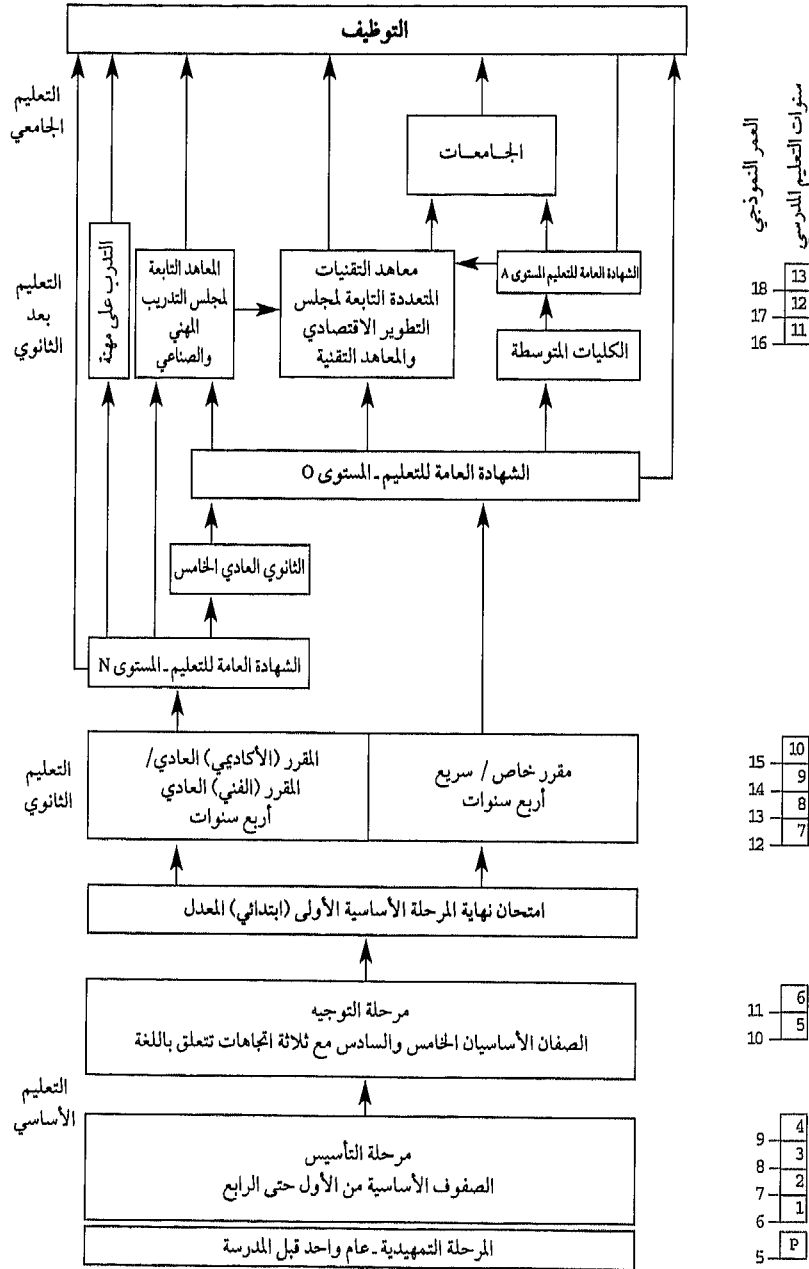 التوظيف
التعليم
الجامعي
الجـامعـــات
سنوات التعليم المدرسي
العمر النموذجي
التعليم
بعد
الثانوي
التدرب على مهنة
المعاهد التابعة
لمجلس التدريب
المهني
والصناعي
معاهد التقنيات
المتعددة التابعة لمجلس
التطوير الاقتصادي
والمعاهد التقنية
الشهادة العامة للتعليم المستوى A
الكليات المتوسطة
13
18
12
17
11
16
الشهادة العامة للتعليم ـ المستوى O
الثانوي العادي الخامس
الشهادة العامة للتعليم ـ المستوى N
التعليم
الثانوي
المقرر (الأكاديمي) العادي/
المقرر (الفني) العادي
أربع سنوات
مقرر خاص / سريع
أربع سنوات
10
15
9
14
8
13
7
12
امتحان نهاية المرحلة الأساسية الأولى (ابتدائي) المعدل
مرحلة التوجيه
الصفان الأساسيان الخامس والسادس مع ثلاثة اتجاهات تتعلق باللغة
6
11
5
10
التعليم
الأساسي
مرحلة التأسيس
الصفوف الأساسية من الأول حتى الرابع
4
9
3
8
2
7
1
6
المرحلة التمهيدية ـ عام واحد قبل المدرسة
P
5